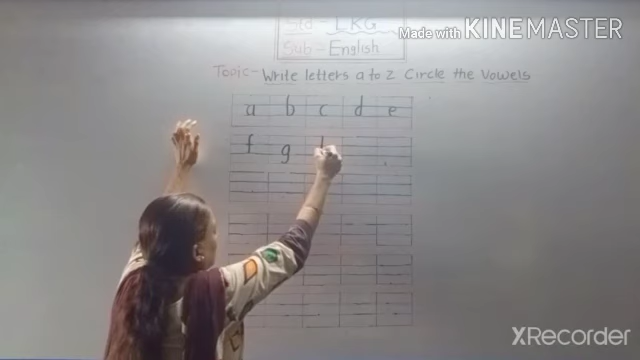 Made with KINEMASTER
Std - LKG
Sub - English
Topic - Write letters a to z Circle the Vowels
a b c d e
f g
XRecorder